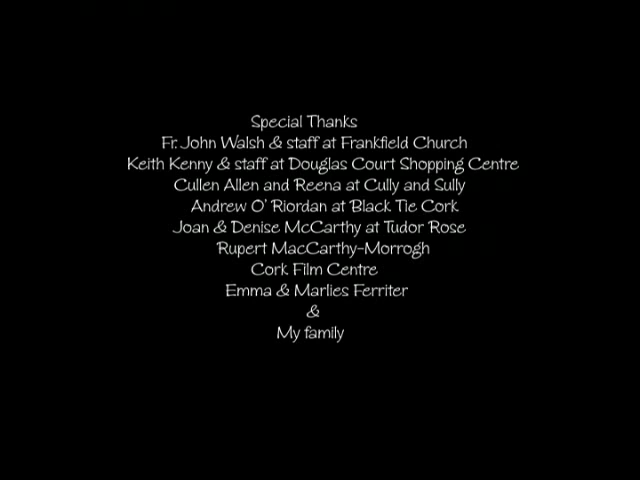 Special Thanks
Fr. John Walsh & staff at Frankfield Church
Keith Kenny & staff at Douglas Court Shopping Centre
Cullen Allen and Reena at Cully and Sully
Andrew O' Riordan at Black Tie Cork
Joan & Denise McCarthy at Tudor Rose
Rupert MacCarthy-Morrogh
Cork Film Centre
Emma & Marlies Ferriter
&
My family